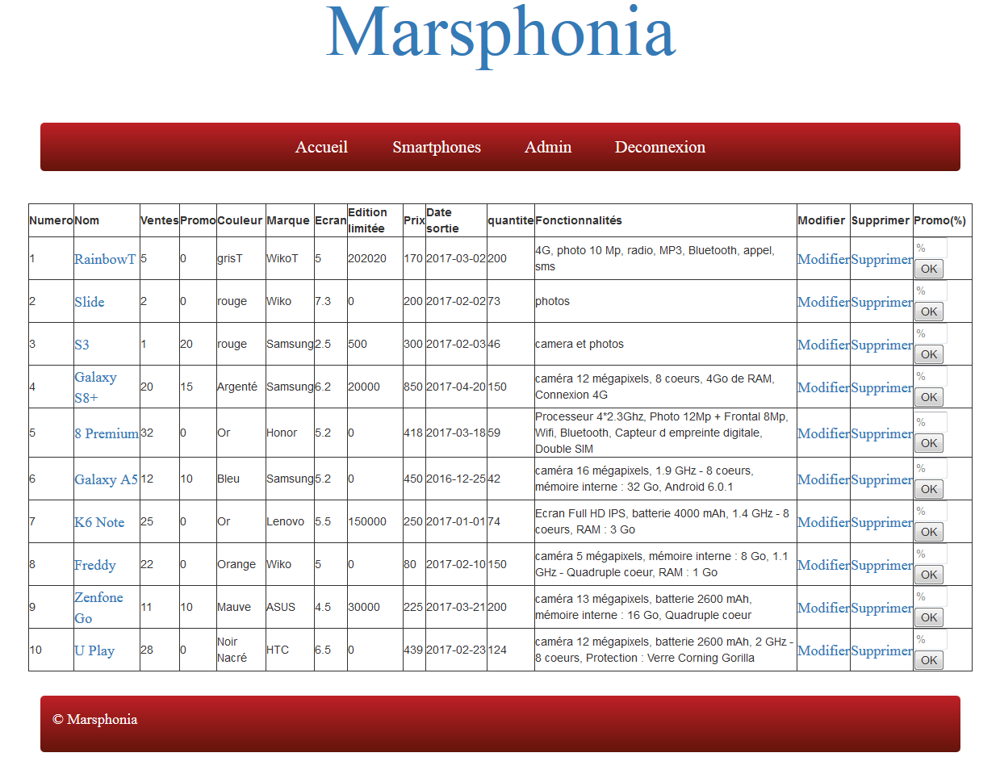 Marsphonia
Accueil Smartphones Admin Deconnexion
Numero Nom Ventes Promo Couleur Marque Ecran Edition limitée Prix Date sortie quantite Fonctionnalités Modifier Supprimer Promo(%)
1 RainbowT 5 0 grisT WikoT 5 202020 170 2017-03-02 200 4G, photo 10 Mp, radio, MP3, Bluetooth, appel, sms Modifier Supprimer % OK
2 Slide 2 0 rouge Wiko 7.3 0 200 2017-02-02 73 photos Modifier Supprimer % OK
3 S3 1 20 rouge Samsung 2.5 500 300 2017-02-03 46 camera et photos Modifier Supprimer % OK
4 Galaxy S8+ 20 15 Argenté Samsung 6.2 20000 850 2017-04-20 150 caméra 12 mégapixels, 8 coeurs, 4Go de RAM, Connexion 4G Modifier Supprimer % OK
5 8 Premium 32 0 Or Honor 5.2 0 418 2017-03-18 59 Processeur 4*2.3Ghz, Photo 12Mp + Frontal 8Mp, Wifi, Bluetooth, Capteur d empreinte digitale, Double SIM Modifier Supprimer % OK
6 Galaxy A5 12 10 Bleu Samsung 5.2 0 450 2016-12-25 42 caméra 16 mégapixels, 1.9 GHz - 8 coeurs, mémoire interne : 32 Go, Android 6.0.1 Modifier Supprimer % OK
7 K6 Note 25 0 Or Lenovo 5.5 150000 250 2017-01-01 74 Ecran Full HD IPS, batterie 4000 mAh, 1.4 GHz - 8 coeurs, RAM : 3 Go Modifier Supprimer % OK
8 Freddy 22 0 Orange Wiko 5 0 80 2017-02-10 150 caméra 5 mégapixels, mémoire interne : 8 Go, 1.1 GHz - Quadruple coeur, RAM : 1 Go Modifier Supprimer % OK
9 Zenfone Go 11 10 Mauve ASUS 4.5 30000 225 2017-03-21 200 caméra 13 mégapixels, batterie 2600 mAh, mémoire interne : 16 Go, Quadruple coeur Modifier Supprimer % OK
10 U Play 28 0 Noir Nacré HTC 6.5 0 439 2017-02-23 124 caméra 12 mégapixels, batterie 2600 mAh, 2 GHz - 8 coeurs, Protection : Verre Corning Gorilla Modifier Supprimer % OK
© Marsphonia